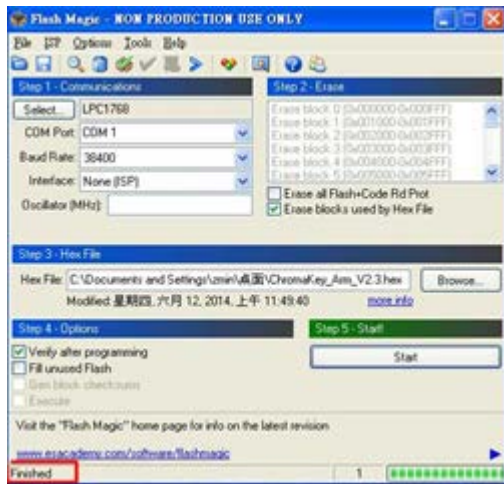 Flash Magic - NON PRODUCTION USE ONLY
File ISP Options Tools Help
Step 1 - Communications
Select... LPC1768
COM Port: COM 1
Baud Rate: 38400
Interface: None (ISP)
Oscillator (MHz):
Step 2 - Erase
Erase block 0 (0x000000-0x000FFF)
Erase block 1 (0x001000-0x001FFF)
Erase block 2 (0x002000-0x002FFF)
Erase block 3 (0x003000-0x003FFF)
Erase block 4 (0x004000-0x004FFF)
Erase block 5 (0x005000-0x005FFF)
Erase all Flash+Code Rd Prot
Erase blocks used by Hex File
Step 3 - Hex File
Hex File: C:\Documents and Settings\zmin\桌面\ChromaKey_Arm_V2.3.hex Browse...
Modified: 星期四, 六月 12, 2014, 上午 11:49:40 more info
Step 4 - Options
Verify after programming
Fill unused Flash
Gen block checksums
Execute
Step 5 - Start!
Start
Visit the "Flash Magic" home page for info on the latest revision
www.esacademy.com/software/flashmagic
Finished 1